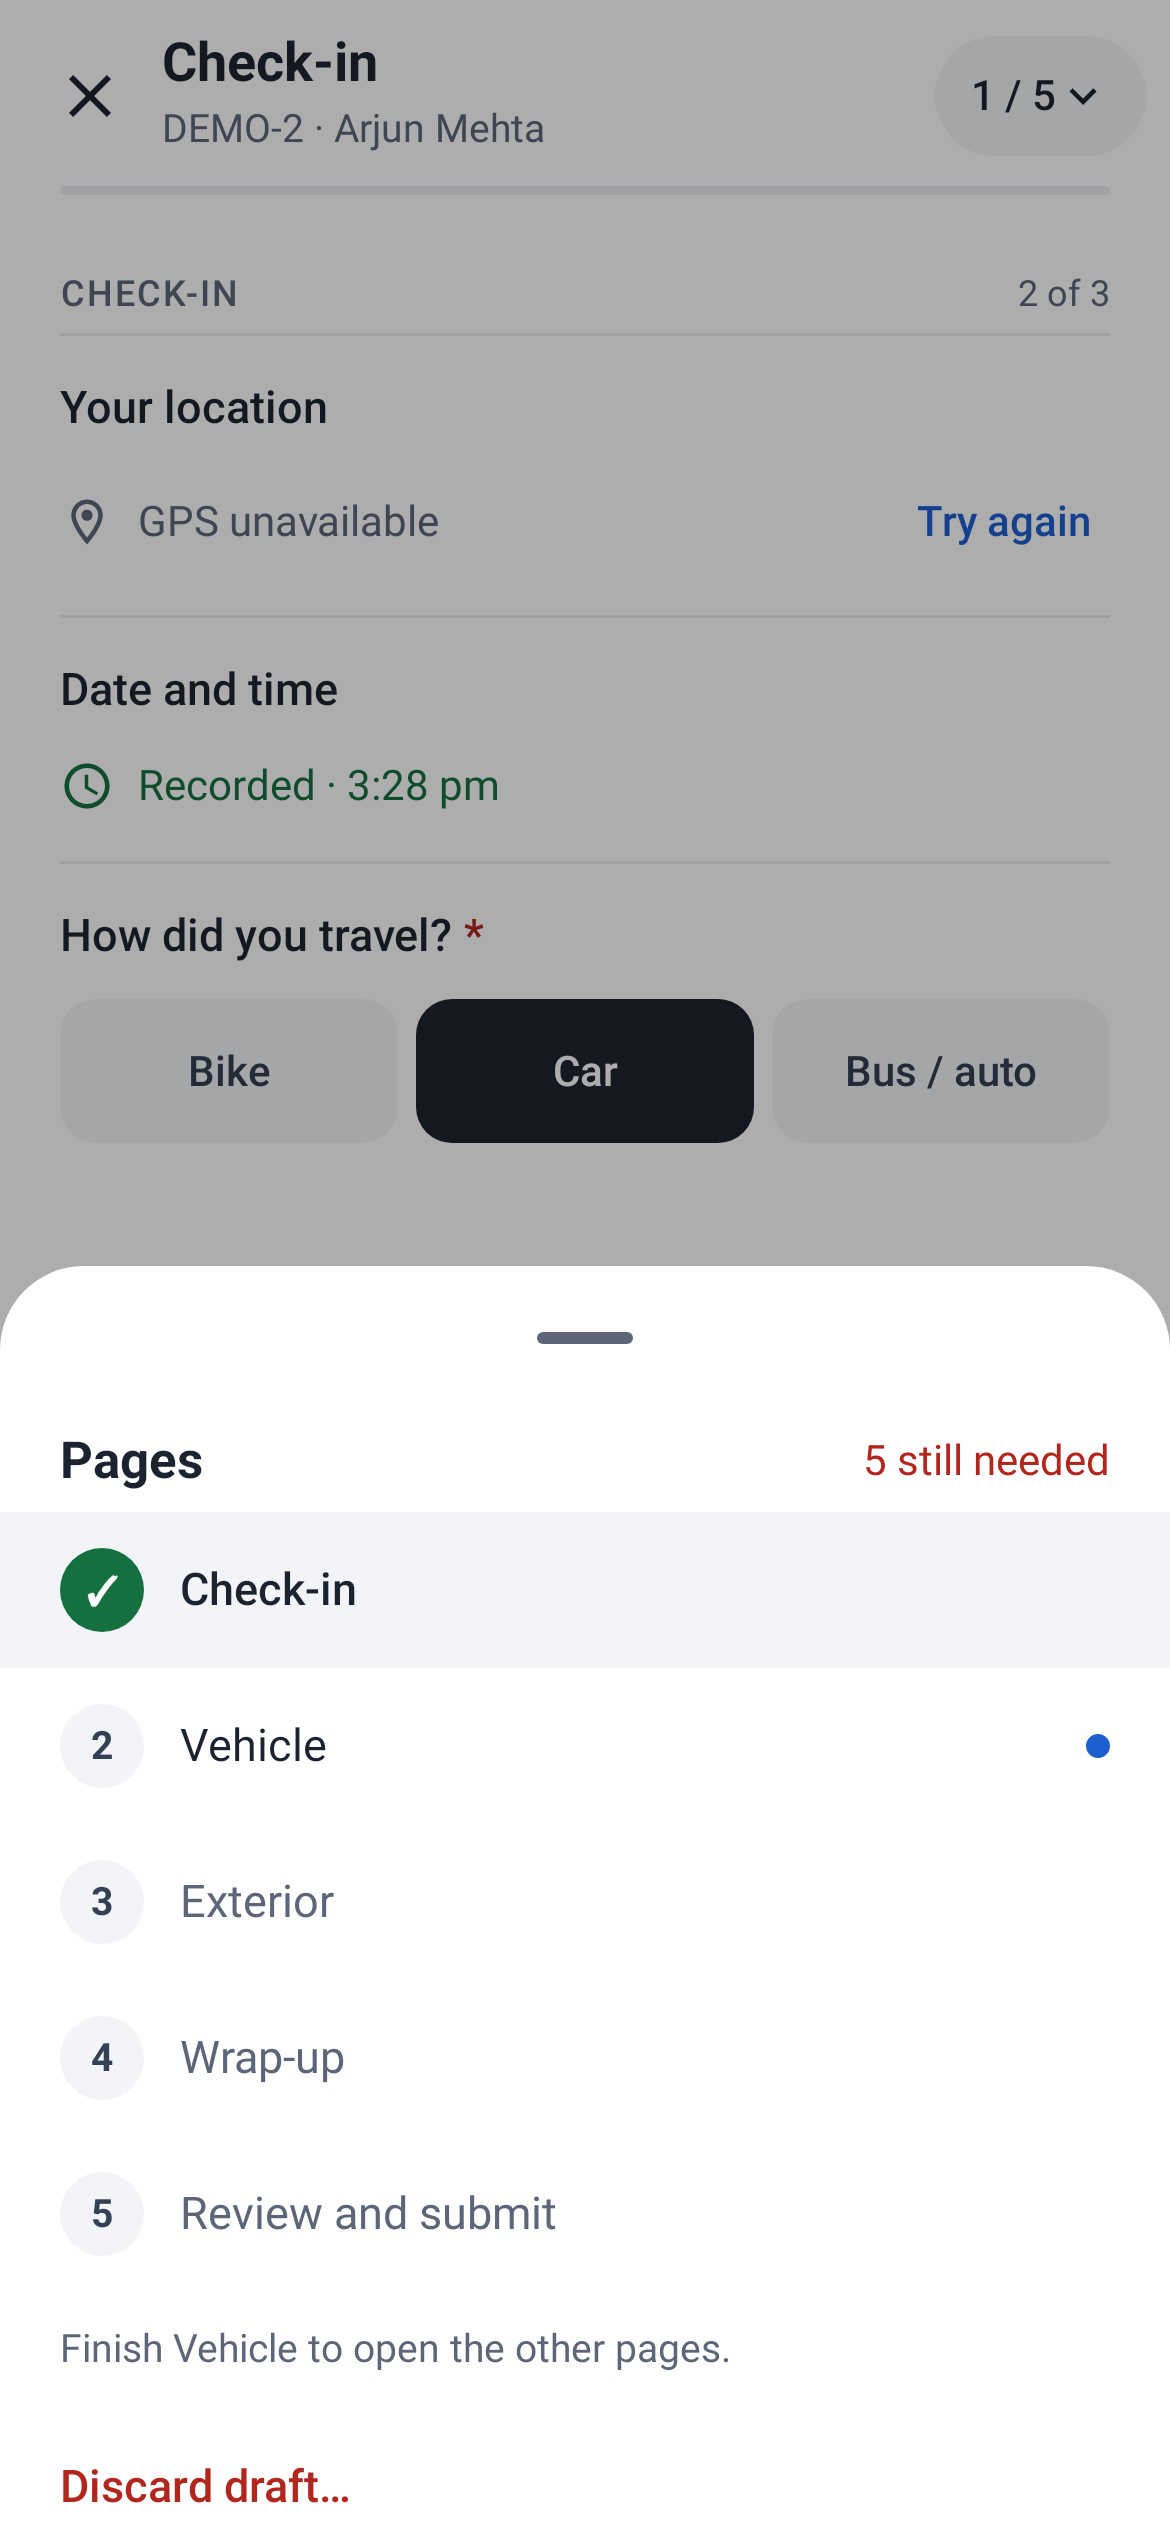 Check-in
DEMO-2 · Arjun Mehta
1 / 5
CHECK-IN
2 of 3
Your location
GPS unavailable
Try again
Date and time
Recorded · 3:28 pm
How did you travel? *
Bike
Car
Bus / auto
Pages
5 still needed
✓ Check-in
2 Vehicle
3 Exterior
4 Wrap-up
5 Review and submit
Finish Vehicle to open the other pages.
Discard draft…